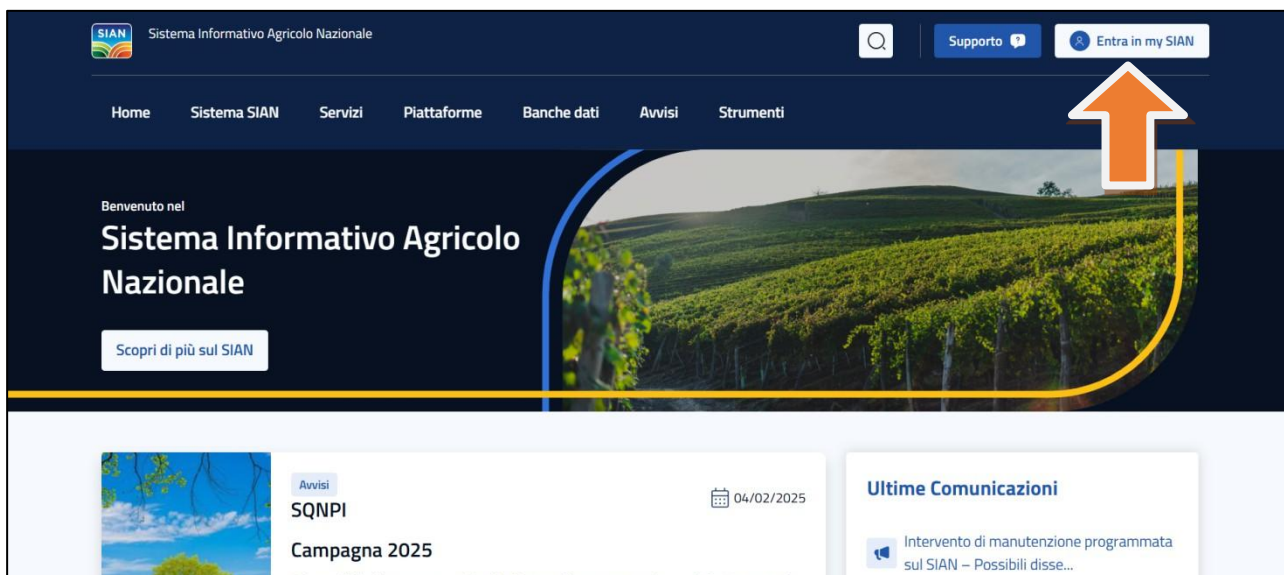 SIAN
Sistema Informativo Agricolo Nazionale
Supporto
Entra in my SIAN
Home Sistema SIAN Servizi Piattaforme Banche dati Avvisi Strumenti
Benvenuto nel
Sistema Informativo Agricolo
Nazionale
Scopri di più sul SIAN
Avvisi
SQNPI
04/02/2025
Campagna 2025
Ultime Comunicazioni
Intervento di manutenzione programmata
sul SIAN – Possibili disse...